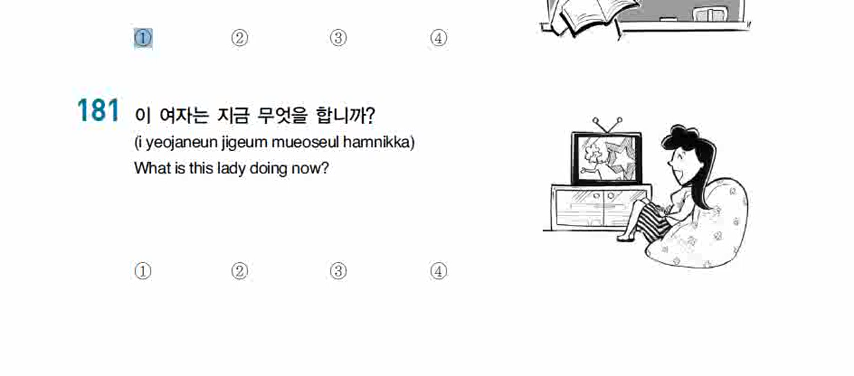 ① ② ③ ④
181 이 여자는 지금 무엇을 합니까?
(i yeojaneun jigeum mueoseul hamnikka)
What is this lady doing now?
① ② ③ ④